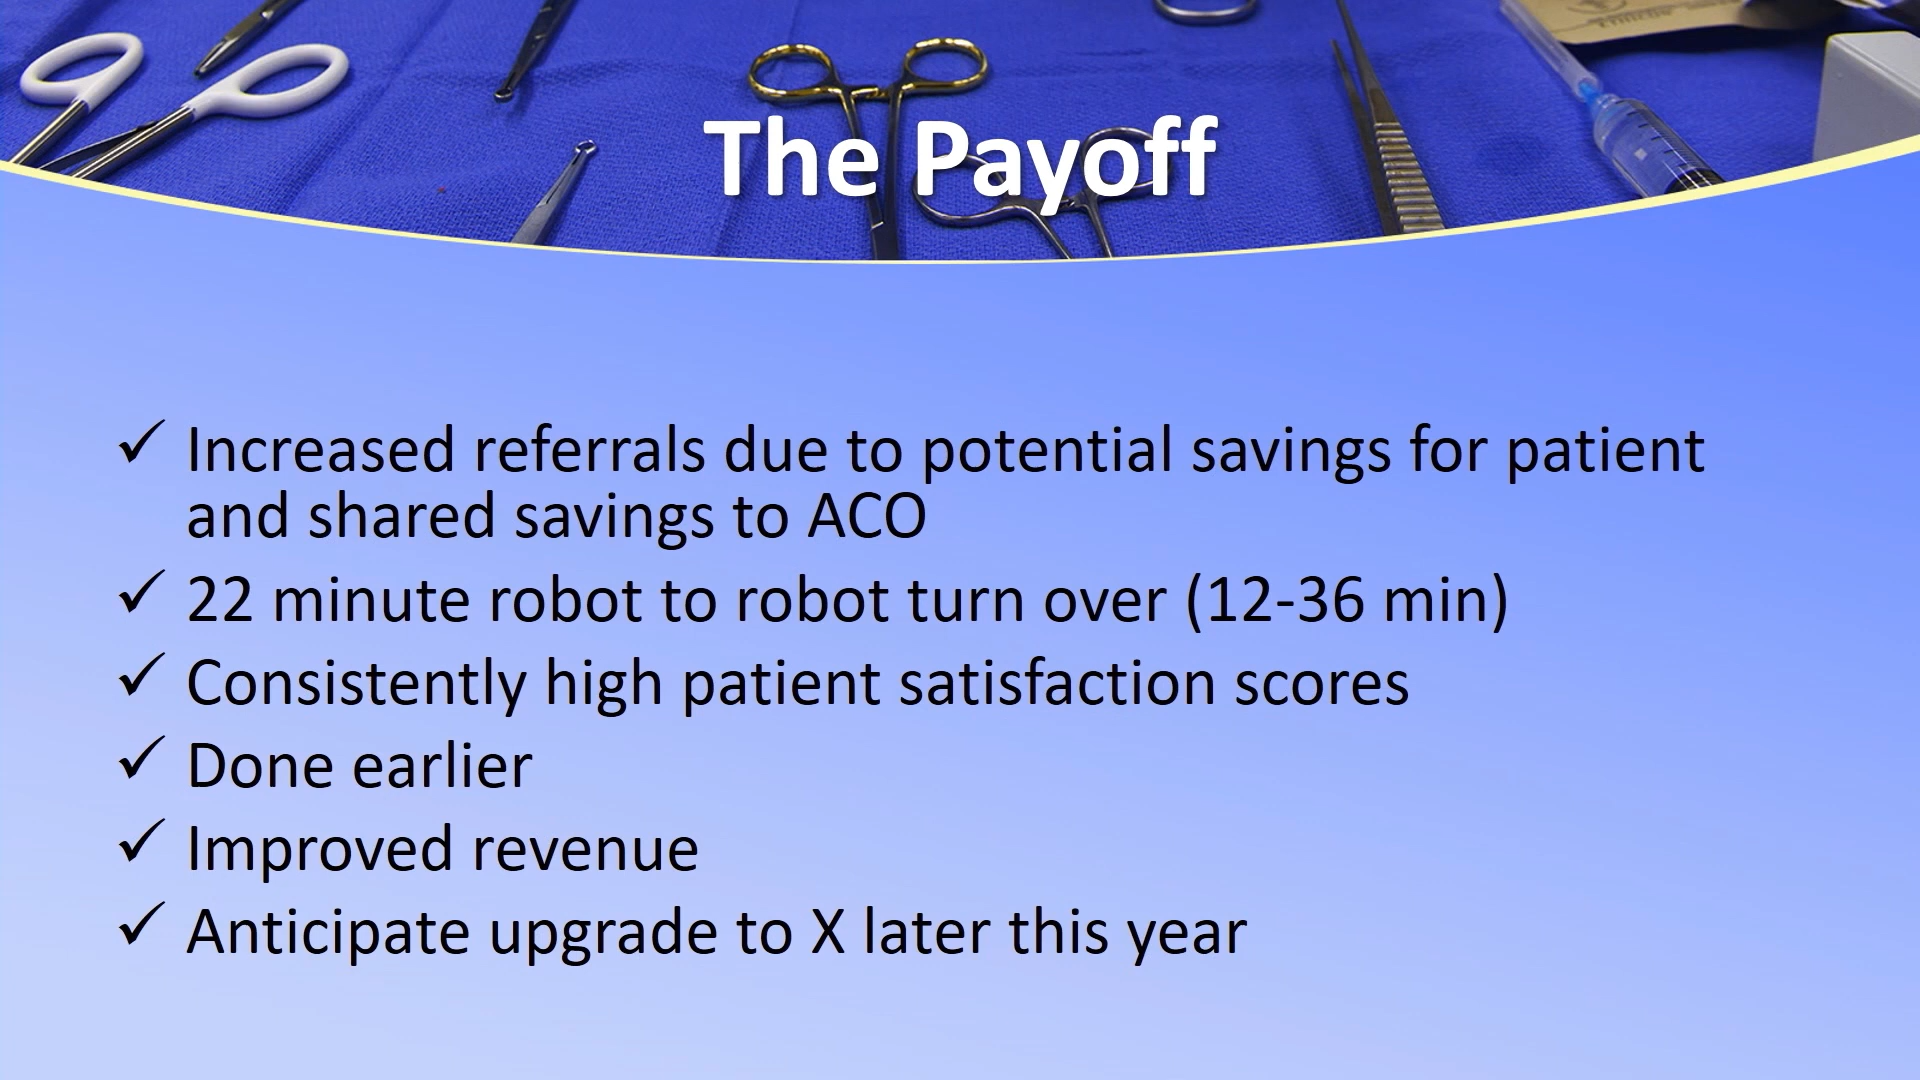 The Payoff
✓ Increased referrals due to potential savings for patient
and shared savings to ACO
✓ 22 minute robot to robot turn over (12-36 min)
✓ Consistently high patient satisfaction scores
✓ Done earlier
✓ Improved revenue
✓ Anticipate upgrade to X later this year